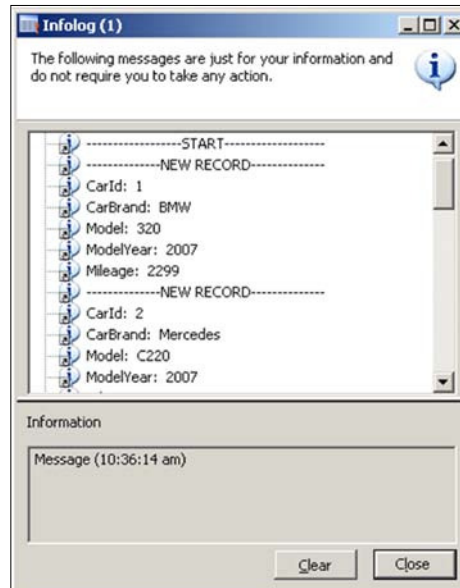 Infolog (1)
The following messages are just for your information and
do not require you to take any action.
------------------START-------------------
--------------NEW RECORD--------------
CarId: 1
CarBrand: BMW
Model: 320
ModelYear: 2007
Mileage: 2299
--------------NEW RECORD--------------
CarId: 2
CarBrand: Mercedes
Model: C220
ModelYear: 2007
Information
Message (10:36:14 am)
Clear
Close